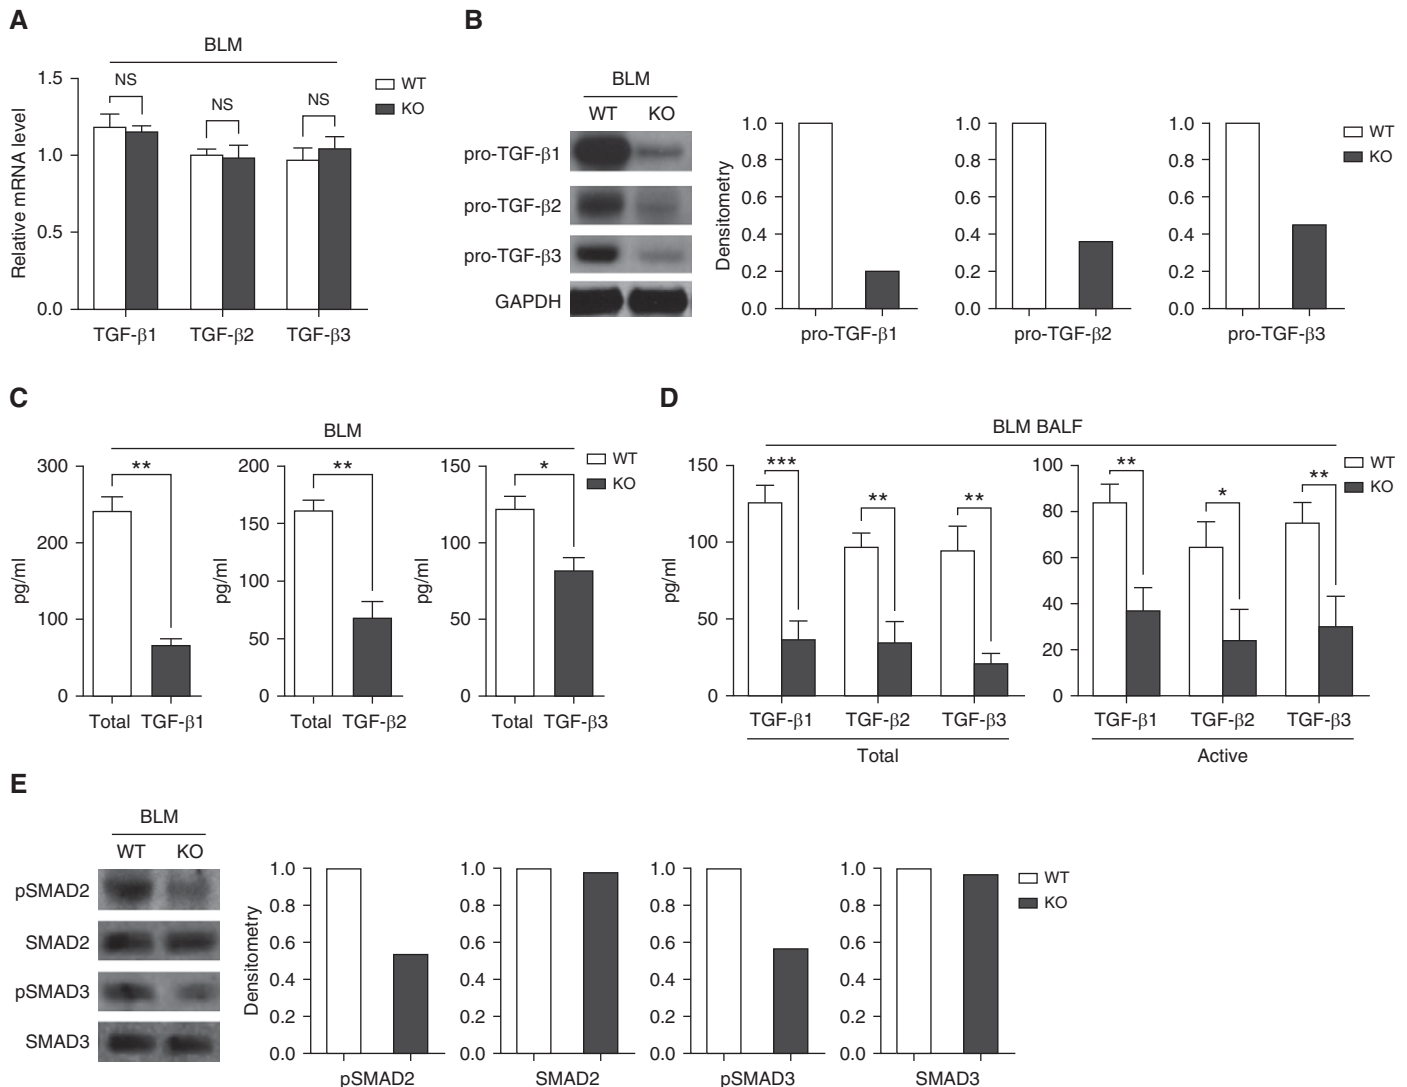 A
BLM
1.5
1.0
0.5
0.0
Relative mRNA level
NS
NS
NS
WT
KO
TGF-β1
TGF-β2
TGF-β3
B
BLM
WT KO
pro-TGF-β1
pro-TGF-β2
pro-TGF-β3
GAPDH
Densitometry
1.0
0.8
0.6
0.4
0.2
0.0
pro-TGF-β1
1.0
0.8
0.6
0.4
0.2
0.0
pro-TGF-β2
1.0
0.8
0.6
0.4
0.2
0.0
pro-TGF-β3
WT
KO
C
BLM
pg/ml
300
200
100
0
**
Total TGF-β1
pg/ml
200
150
100
50
0
**
Total TGF-β2
pg/ml
150
100
50
0
*
Total TGF-β3
WT
KO
D
BLM BALF
pg/ml
150
100
50
0
***
**
**
TGF-β1
TGF-β2
TGF-β3
Total
100
80
60
40
20
0
**
*
**
TGF-β1
TGF-β2
TGF-β3
Active
WT
KO
E
BLM
WT KO
pSMAD2
SMAD2
pSMAD3
SMAD3
Densitometry
1.0
0.8
0.6
0.4
0.2
0.0
pSMAD2
1.0
0.8
0.6
0.4
0.2
0.0
SMAD2
1.0
0.8
0.6
0.4
0.2
0.0
pSMAD3
1.0
0.8
0.6
0.4
0.2
0.0
SMAD3
WT
KO